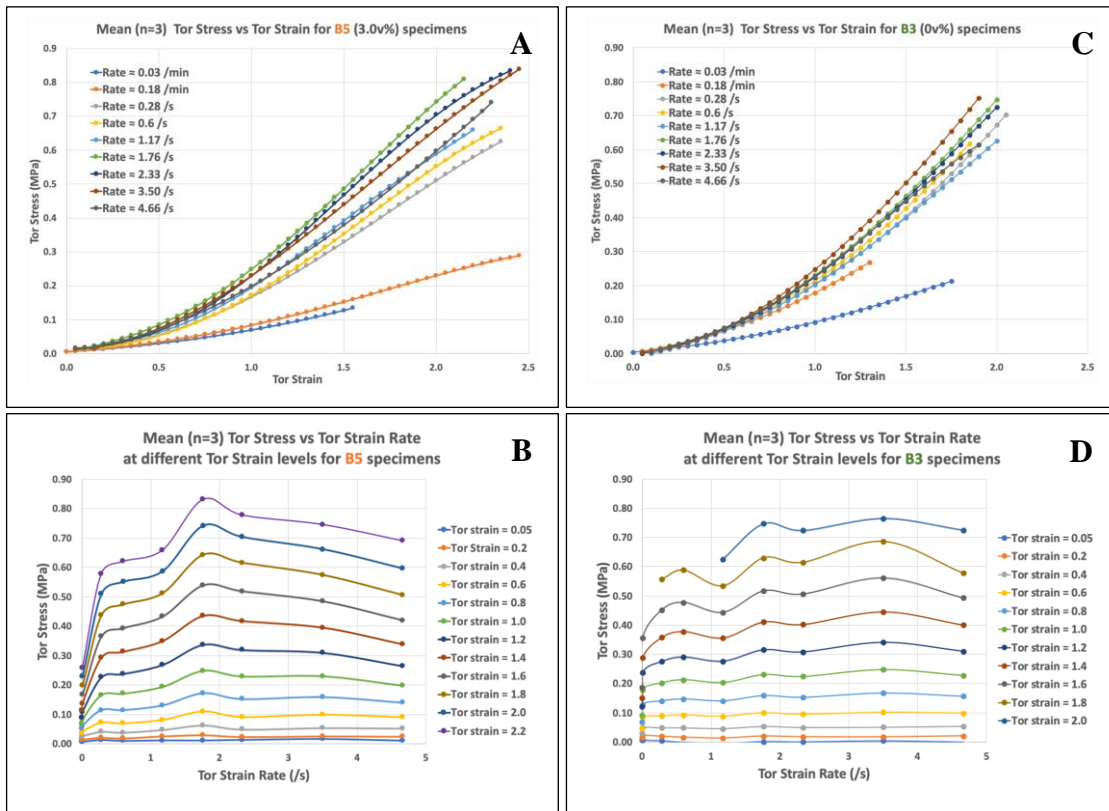 Mean (n=3) Tor Stress vs Tor Strain for B5 (3.0v%) specimens
A
0.9
0.8
0.7
0.6
0.5
0.4
0.3
0.2
0.1
0.0
Tor Stress (MPa)
Rate ≈ 0.03 /min
Rate ≈ 0.18 /min
Rate ≈ 0.28 /s
Rate ≈ 0.6 /s
Rate ≈ 1.17 /s
Rate ≈ 1.76 /s
Rate ≈ 2.33 /s
Rate ≈ 3.50 /s
Rate ≈ 4.66 /s
0.0 0.5 1.0 1.5 2.0 2.5
Tor Strain
Mean (n=3) Tor Stress vs Tor Strain for B3 (0v%) specimens
C
0.90
0.80
0.70
0.60
0.50
0.40
0.30
0.20
0.10
0.00
Tor Stress (MPa)
Rate ≈ 0.03 /min
Rate ≈ 0.18 /min
Rate ≈ 0.28 /s
Rate ≈ 0.6 /s
Rate ≈ 1.17 /s
Rate ≈ 1.76 /s
Rate ≈ 2.33 /s
Rate ≈ 3.50 /s
Rate ≈ 4.66 /s
0.0 0.5 1.0 1.5 2.0 2.5
Tor Strain
Mean (n=3) Tor Stress vs Tor Strain Rate
at different Tor Strain levels for B5 specimens
B
0.90
0.80
0.70
0.60
0.50
0.40
0.30
0.20
0.10
0.00
Tor Stress (MPa)
0 1 2 3 4 5
Tor Strain Rate (/s)
Tor strain = 0.05
Tor Strain = 0.2
Tor strain = 0.4
Tor strain = 0.6
Tor strain = 0.8
Tor strain = 1.0
Tor strain = 1.2
Tor strain = 1.4
Tor strain = 1.6
Tor strain = 1.8
Tor strain = 2.0
Tor strain = 2.2
Mean (n=3) Tor Stress vs Tor Strain Rate
at different Tor Strain levels for B3 specimens
D
0.90
0.80
0.70
0.60
0.50
0.40
0.30
0.20
0.10
0.00
Tor Stress (MPa)
0 1 2 3 4 5
Tor Strain Rate (/s)
Tor strain = 0.05
Tor Strain = 0.2
Tor strain = 0.4
Tor strain = 0.6
Tor strain = 0.8
Tor strain = 1.0
Tor strain = 1.2
Tor strain = 1.4
Tor strain = 1.6
Tor strain = 1.8
Tor strain = 2.0